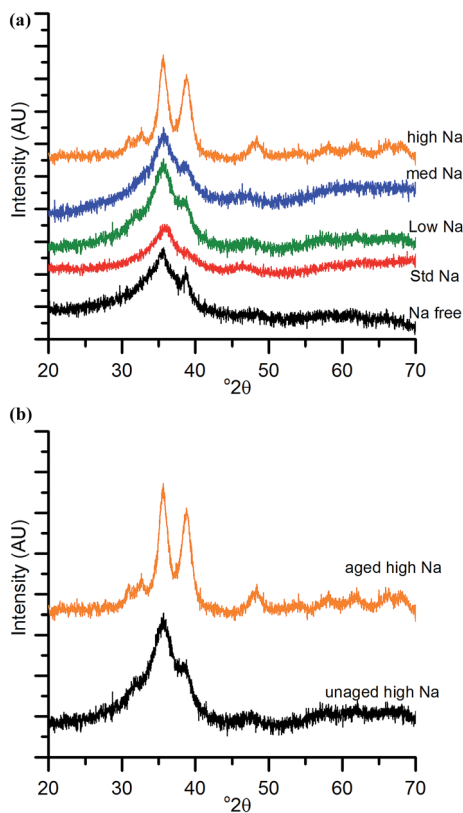 (a)
Intensity (AU)
high Na
med Na
Low Na
Std Na
Na free
20 30 40 50 60 70
°2θ
(b)
Intensity (AU)
aged high Na
unaged high Na
20 30 40 50 60 70
°2θ